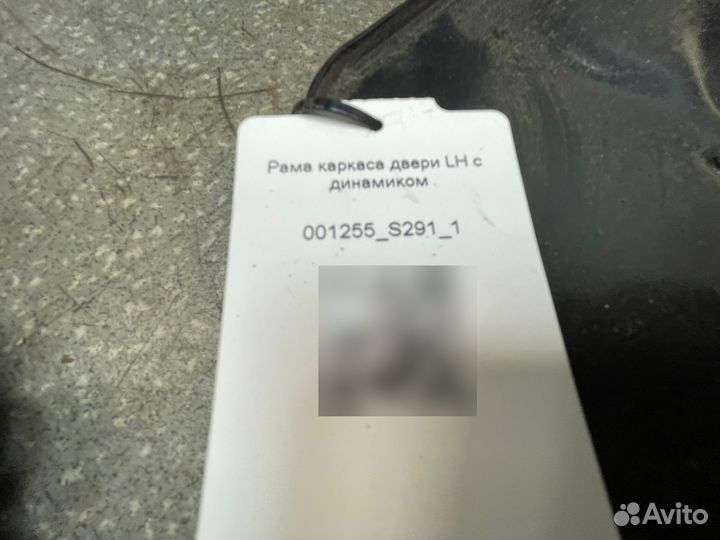 Рама каркаса двери LH с
динамиком
001255_S291_1
Avito